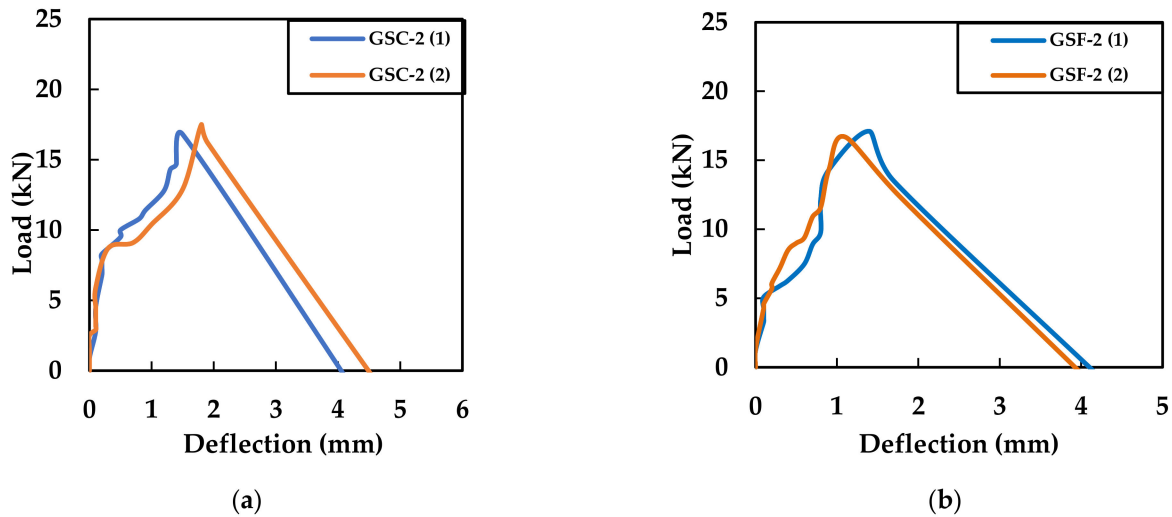 25
20
15
10
5
0
Load (kN)
GSC-2 (1)
GSC-2 (2)
0 1 2 3 4 5 6
Deflection (mm)
(a)
25
20
15
10
5
0
Load (kN)
GSF-2 (1)
GSF-2 (2)
0 1 2 3 4 5
Deflection (mm)
(b)